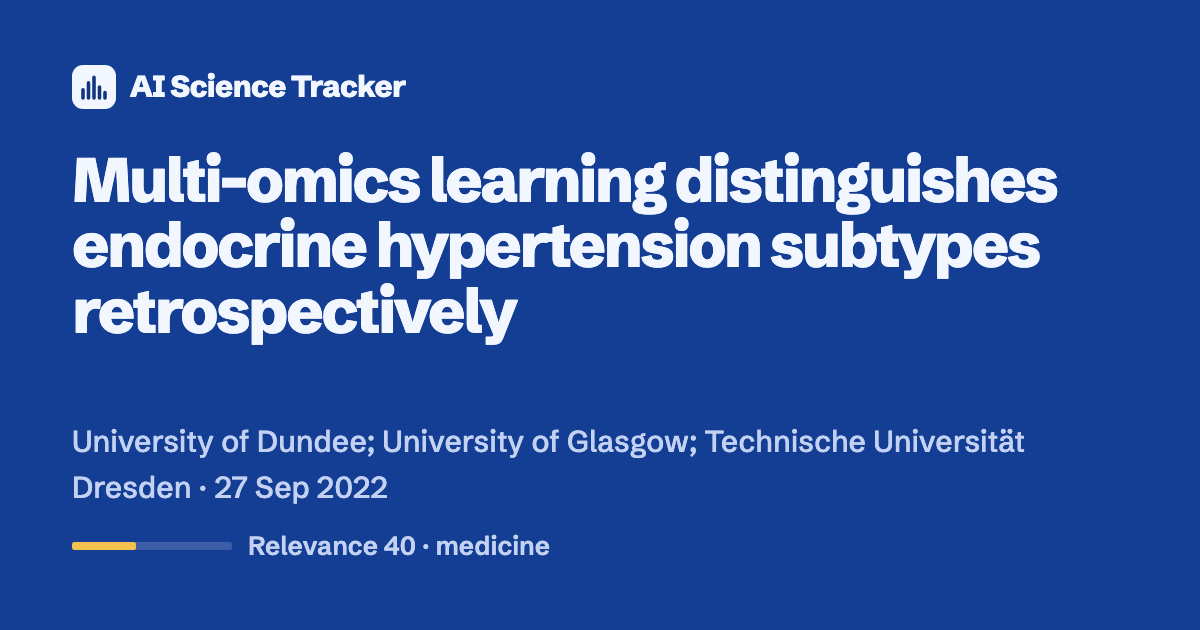 AI Science Tracker
Multi-omics learning distinguishes
endocrine hypertension subtypes
retrospectively
University of Dundee; University of Glasgow; Technische Universität
Dresden · 27 Sep 2022
Relevance 40 · medicine